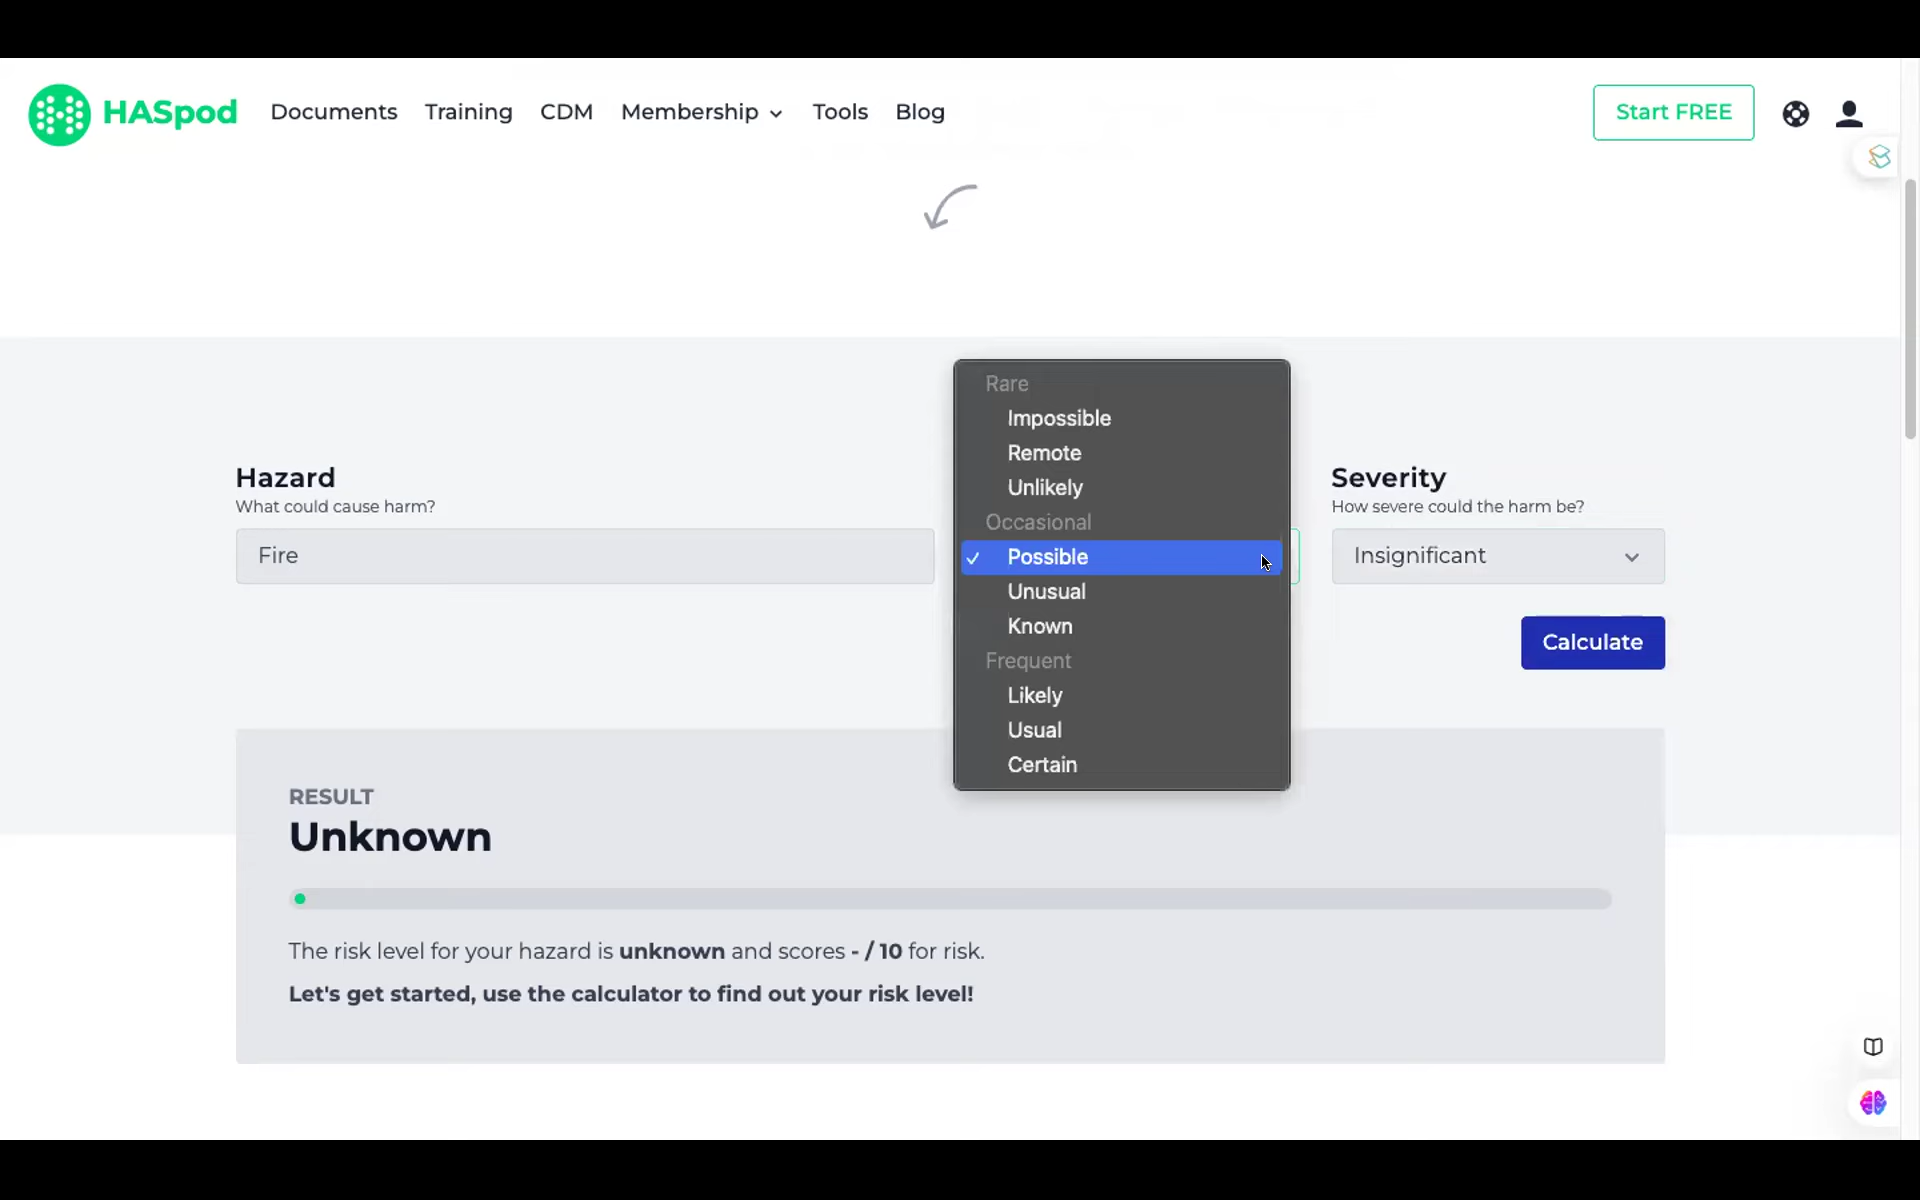 HASpod
Documents
Training
CDM
Membership
Tools
Blog
Start FREE
Hazard
What could cause harm?
Fire
Rare
Impossible
Remote
Unlikely
Occasional
Possible
Unusual
Known
Frequent
Likely
Usual
Certain
Severity
How severe could the harm be?
Insignificant
Calculate
RESULT
Unknown
The risk level for your hazard is unknown and scores - / 10 for risk.
Let's get started, use the calculator to find out your risk level!